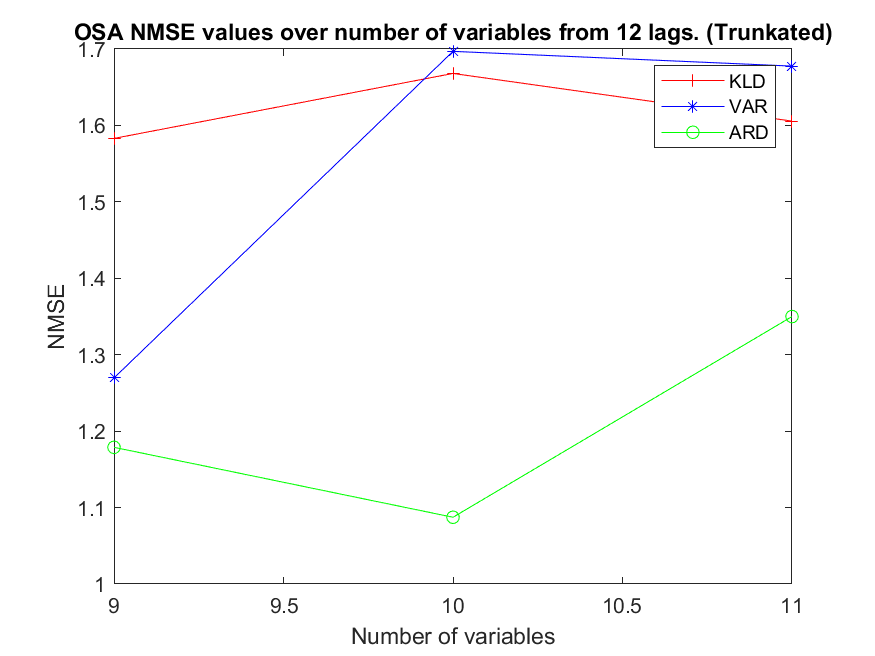 OSA NMSE values over number of variables from 12 lags. (Trunkated)
1.7
1.6
1.5
1.4
1.3
1.2
1.1
1
NMSE
KLD
VAR
ARD
9
9.5
10
10.5
11
Number of variables